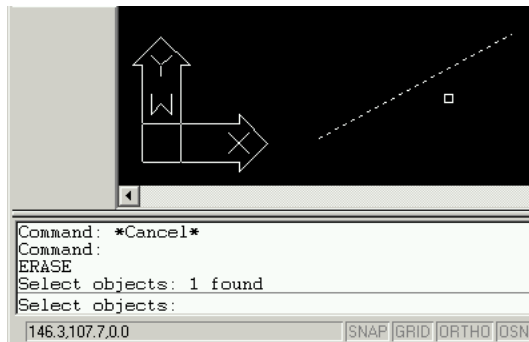 Y
W
X
Command: *Cancel*
Command:
ERASE
Select objects: 1 found
Select objects:
146.3,107.7,0.0 SNAP GRID ORTHO OSN